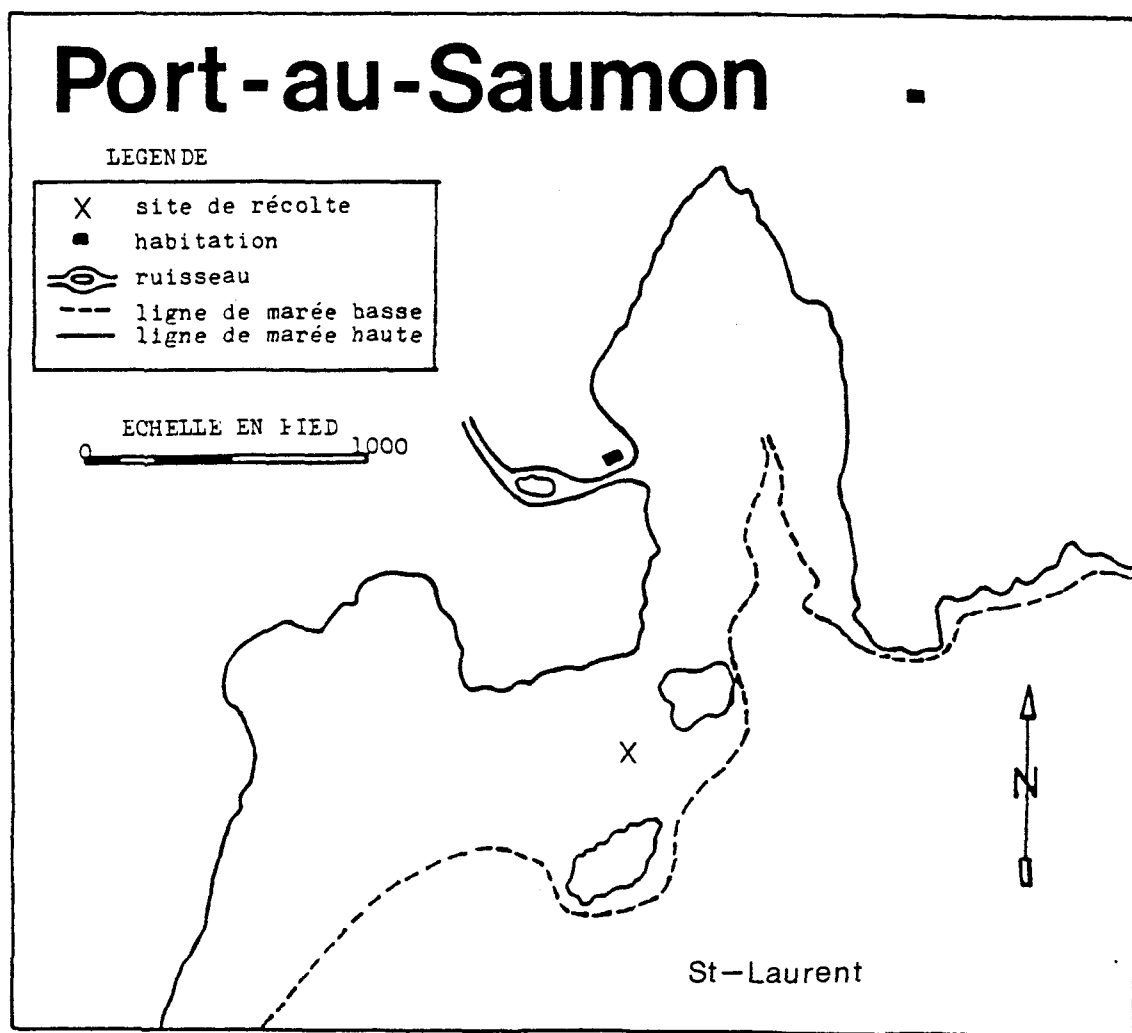 Port-au-Saumon
LEGENDE
X site de récolte
habitation
ruisseau
ligne de marée basse
ligne de marée haute
ECHELLE EN PIED
0 1000
X
N
St-Laurent